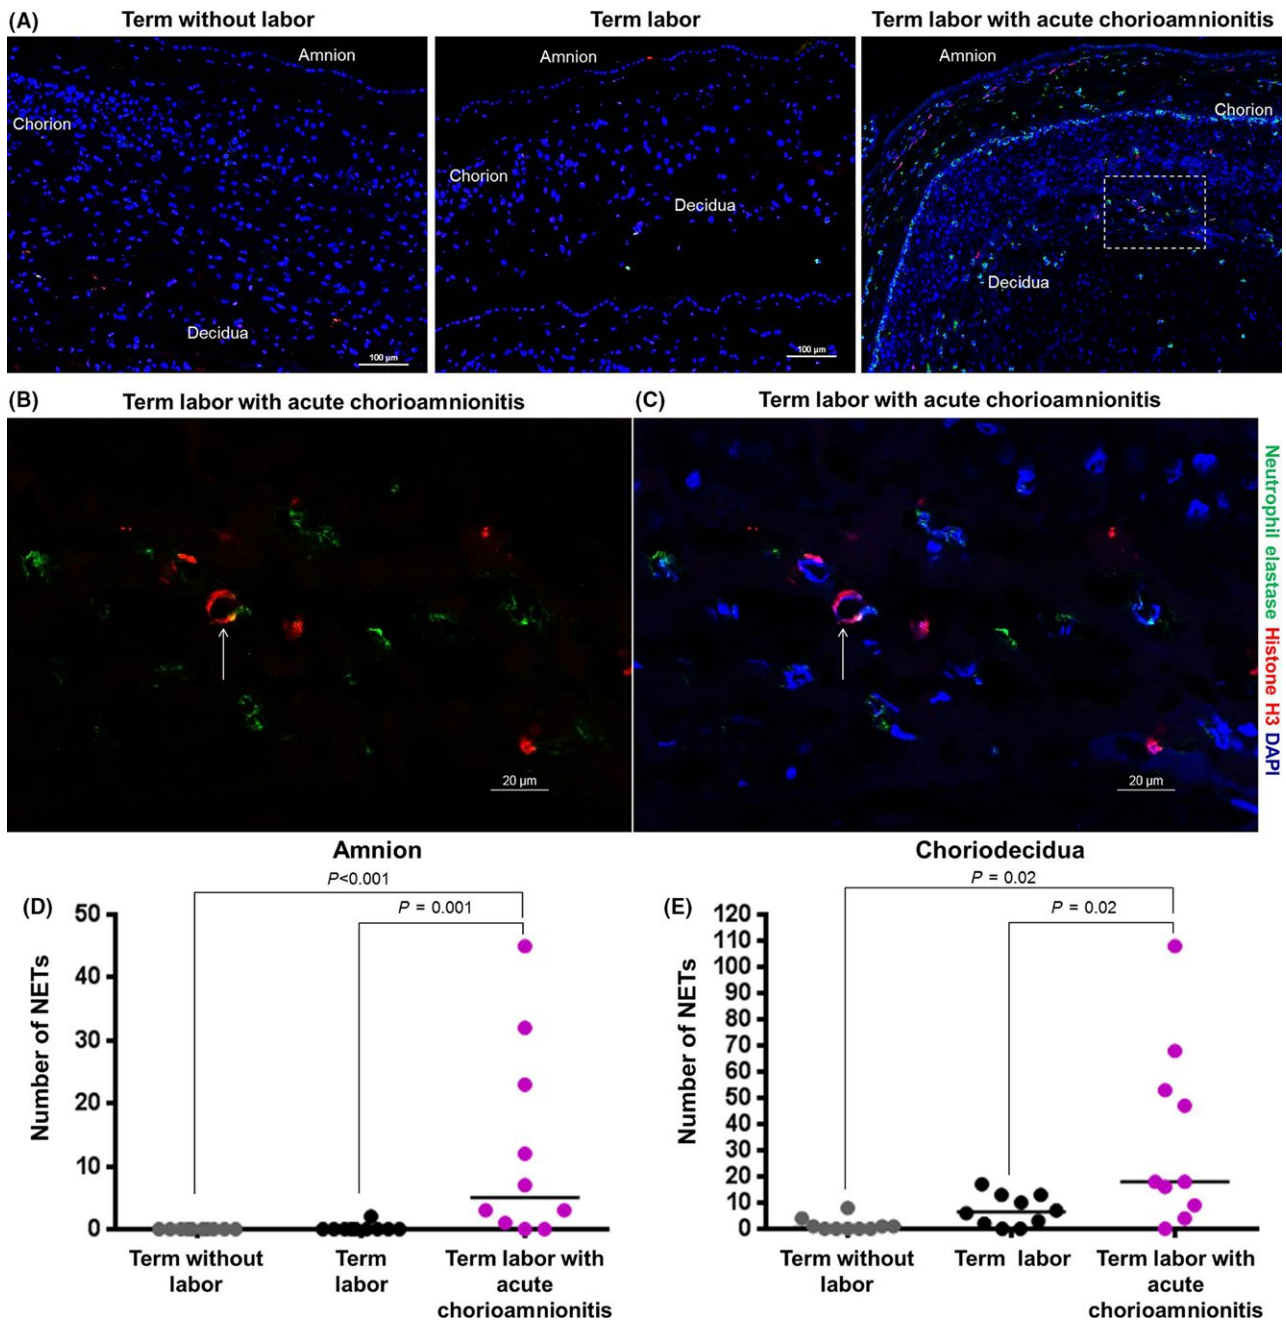 (A)
Term without labor
Term labor
Term labor with acute chorioamnionitis
Amnion
Chorion
Decidua
100 µm
Amnion
Chorion
Decidua
100 µm
Amnion
Chorion
Decidua
(B)
Term labor with acute chorioamnionitis
20 µm
(C)
Term labor with acute chorioamnionitis
20 µm
Neutrophil elastase Histone H3 DAPI
Amnion
(D)
P<0.001
P = 0.001
Number of NETs
50
40
30
20
10
0
Term without
labor
Term
labor
Term labor with
acute
chorioamnionitis
Choriodecidua
(E)
P = 0.02
P = 0.02
Number of NETs
120
110
100
90
80
70
60
50
40
30
20
10
0
Term without
labor
Term labor
Term labor with
acute
chorioamnionitis